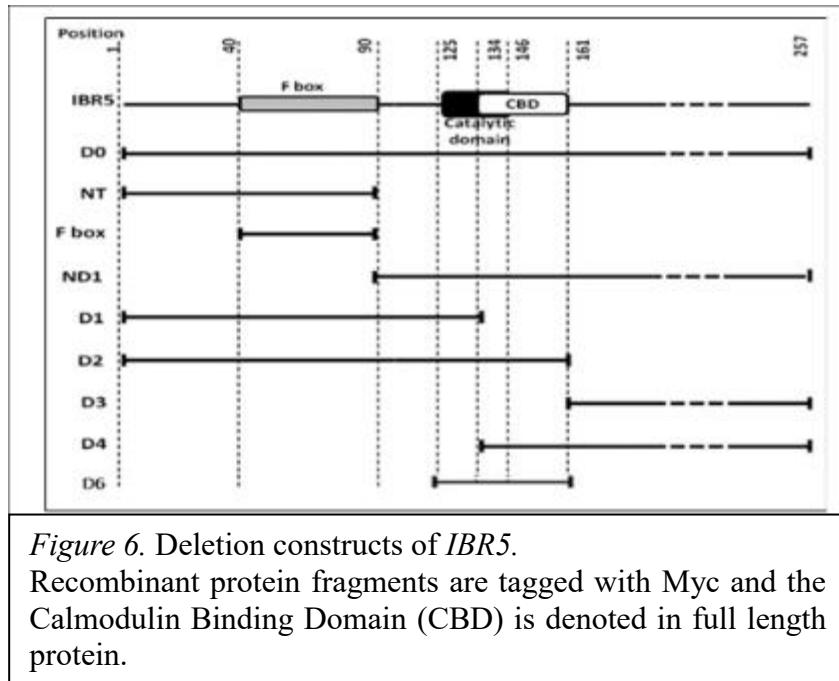 Position
1
40
90
125
134
146
161
257
IBR5
F box
CBD
Catalytic
domain
D0
NT
F box
ND1
D1
D2
D3
D4
D6
Figure 6. Deletion constructs of IBR5.
Recombinant protein fragments are tagged with Myc and the
Calmodulin Binding Domain (CBD) is denoted in full length
protein.